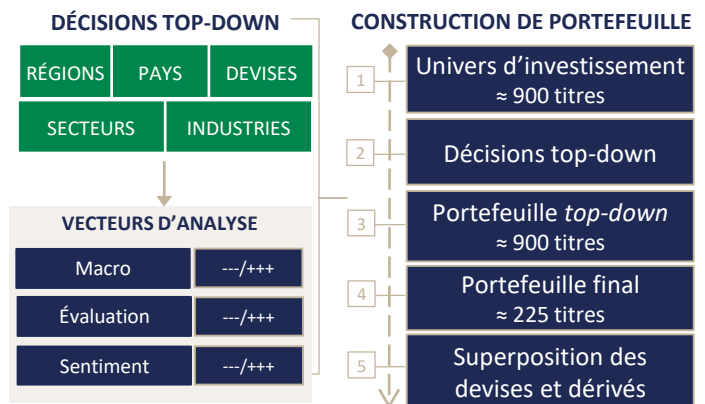 DÉCISIONS TOP-DOWN
RÉGIONS
PAYS
DEVISES
SECTEURS
INDUSTRIES
VECTEURS D'ANALYSE
Macro
---/+++
Évaluation
---/+++
Sentiment
---/+++
CONSTRUCTION DE PORTEFEUILLE
1
Univers d'investissement
≈ 900 titres
2
Décisions top-down
3
Portefeuille top-down
≈ 900 titres
4
Portefeuille final
≈ 225 titres
5
Superposition des
devises et dérivés